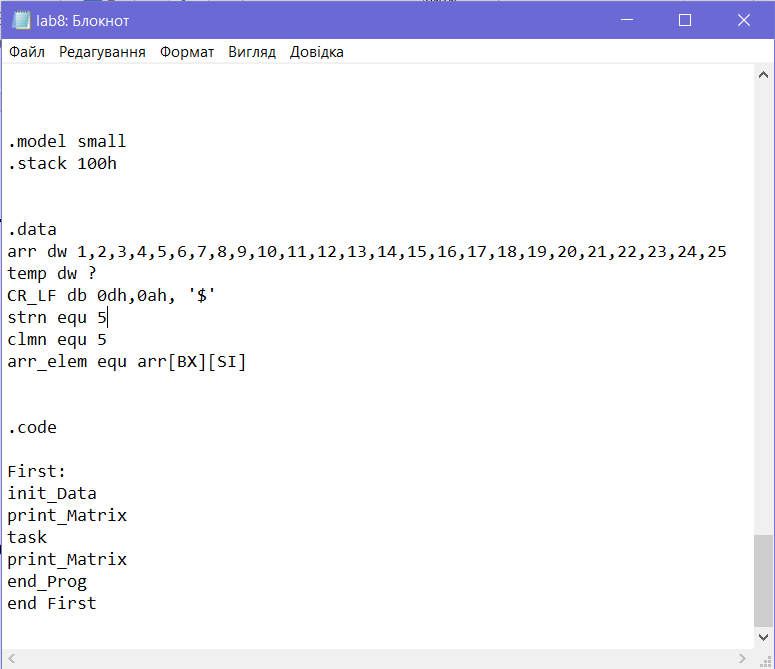 lab8: Блокнот
Файл Редагування Формат Вигляд Довідка
.model small
.stack 100h
.data
arr dw 1,2,3,4,5,6,7,8,9,10,11,12,13,14,15,16,17,18,19,20,21,22,23,24,25
temp dw ?
CR_LF db 0dh,0ah, '$'
strn equ 5
clmn equ 5
arr_elem equ arr[BX][SI]
.code
First:
init_Data
print_Matrix
task
print_Matrix
end_Prog
end First